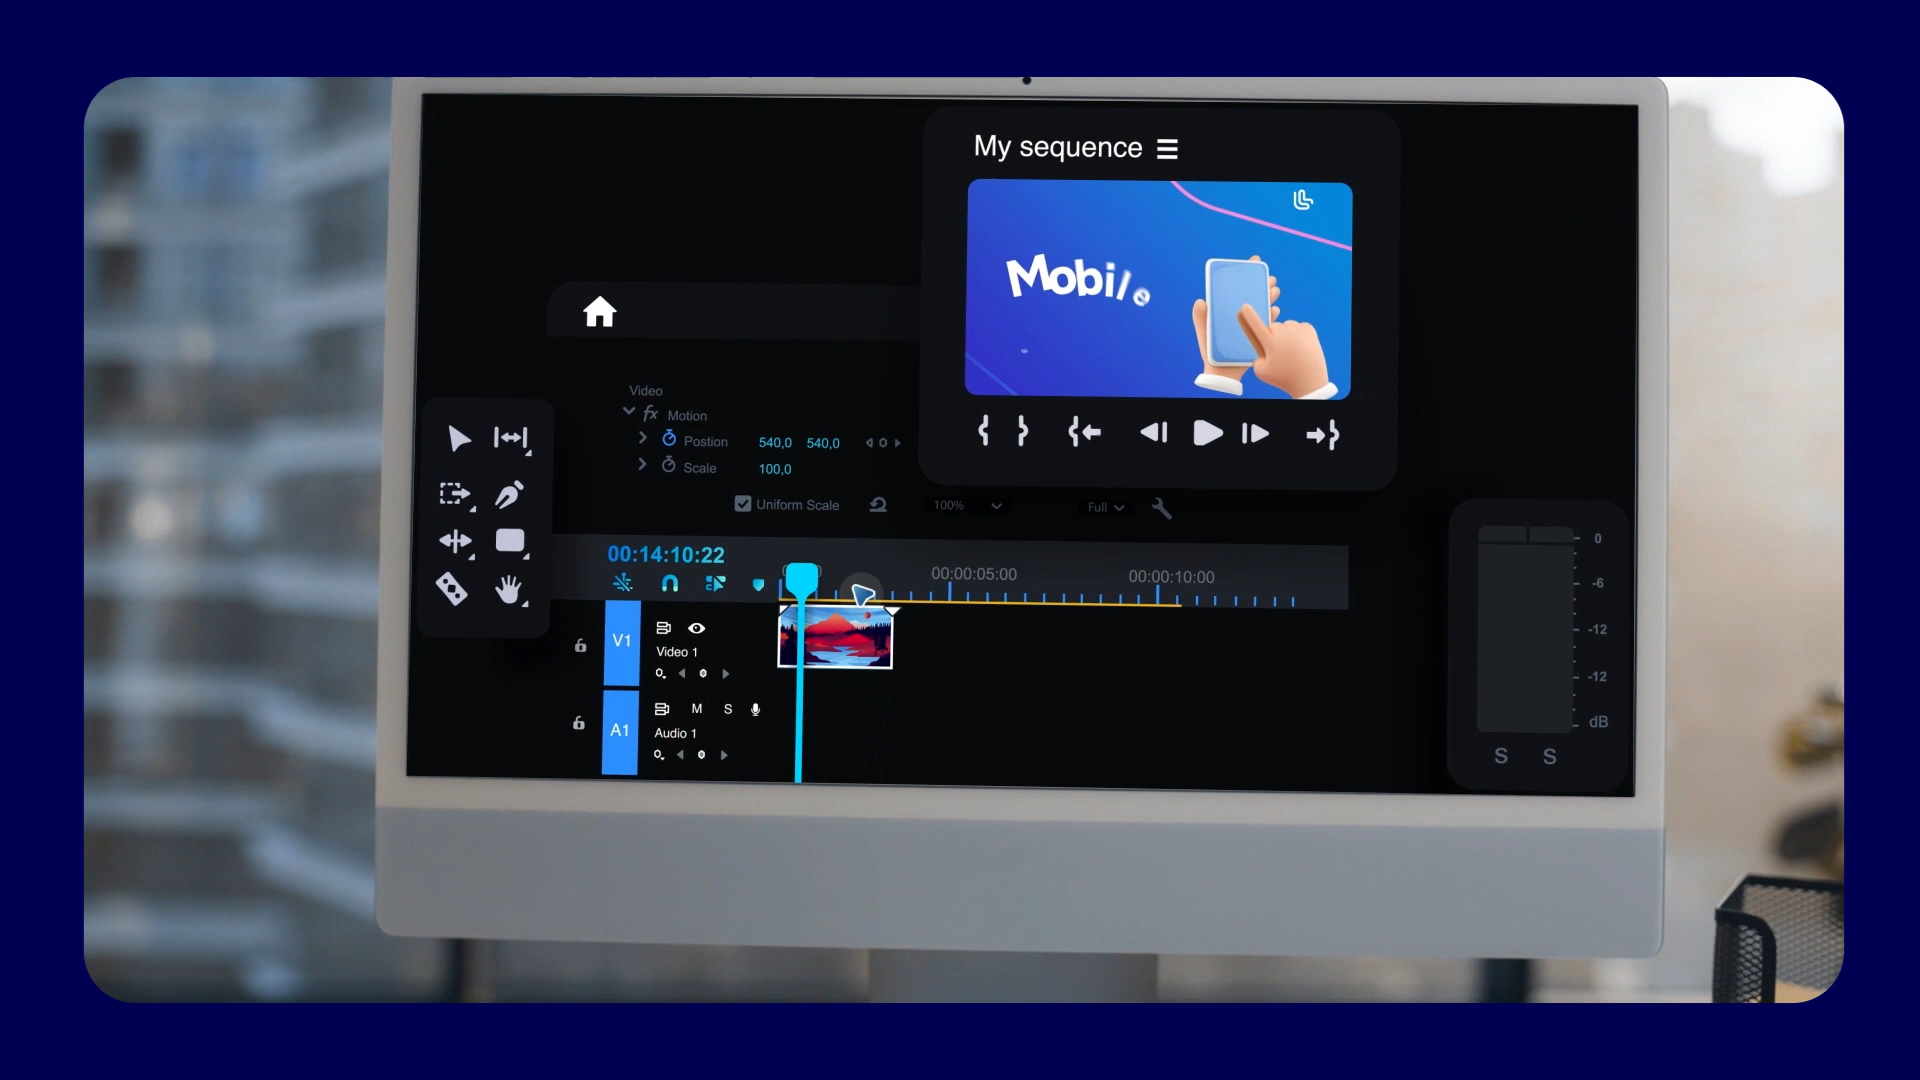 My sequence
Mobile
Video
fx Motion
Postion 540,0 540,0
Scale 100,0
Uniform Scale 100% Full
00:14:10:22
00:00:05:00 00:00:10:00
V1
Video 1
M S
A1
Audio 1
0
-6
-12
-12
dB
S S